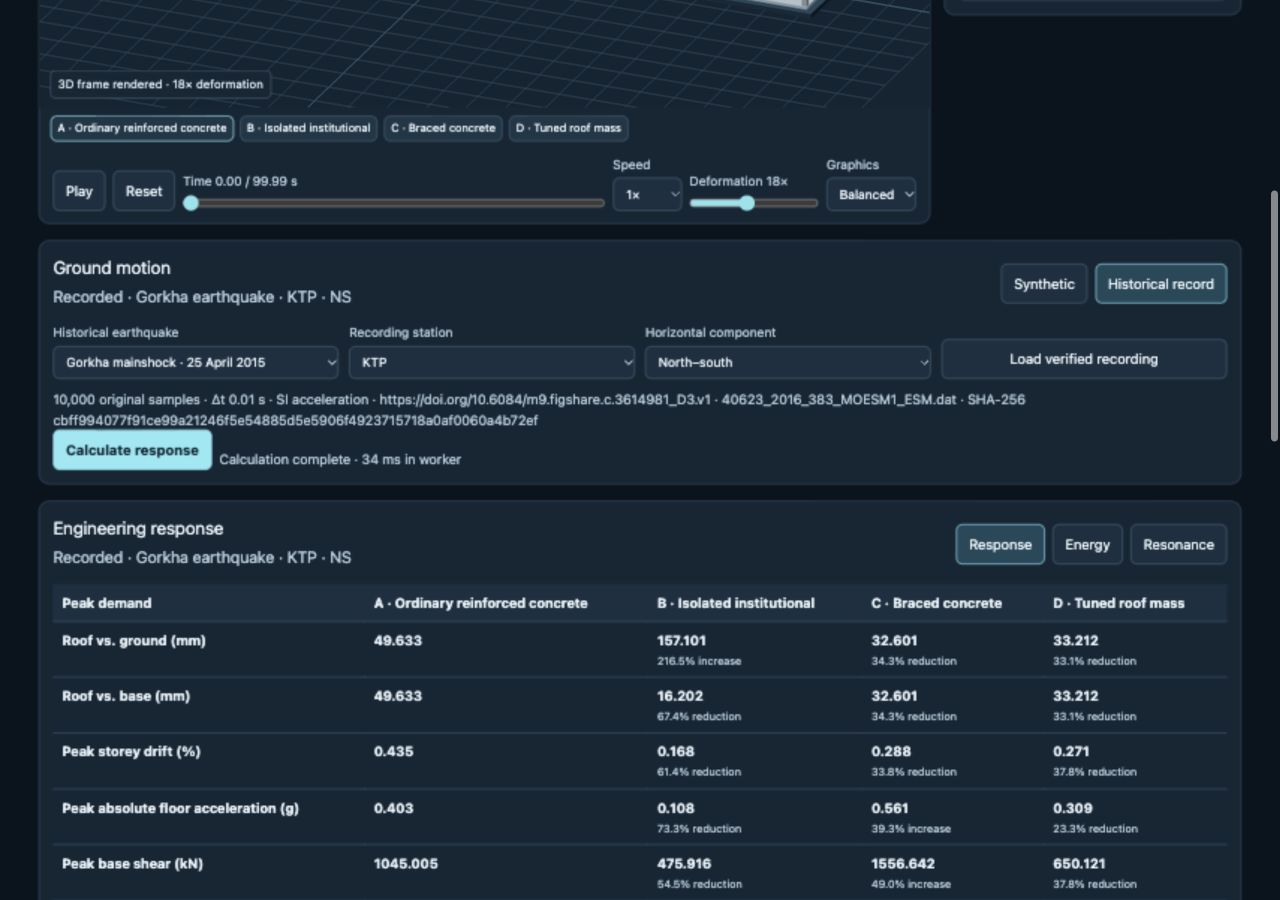 3D frame rendered · 18× deformation
A · Ordinary reinforced concrete B · Isolated institutional C · Braced concrete D · Tuned roof mass
Speed Graphics
Play Reset Time 0.00 / 99.99 s 1× Deformation 18× Balanced
Ground motion
Recorded · Gorkha earthquake · KTP · NS
Synthetic Historical record
Historical earthquake Recording station Horizontal component
Gorkha mainshock · 25 April 2015 KTP North–south Load verified recording
10,000 original samples · Δt 0.01 s · SI acceleration · https://doi.org/10.6084/m9.figshare.c.3614981_D3.v1 · 40623_2016_383_MOESM1_ESM.dat · SHA-256
cbff994077f91ce99a21246f5e54885d5e5906f4923715718a0af0060a4b72ef
Calculate response Calculation complete · 34 ms in worker
Engineering response
Recorded · Gorkha earthquake · KTP · NS
Response Energy Resonance
Peak demand A · Ordinary reinforced concrete B · Isolated institutional C · Braced concrete D · Tuned roof mass
Roof vs. ground (mm) 49.633 157.101 32.601 33.212
216.5% increase 34.3% reduction 33.1% reduction
Roof vs. base (mm) 49.633 16.202 32.601 33.212
67.4% reduction 34.3% reduction 33.1% reduction
Peak storey drift (%) 0.435 0.168 0.288 0.271
61.4% reduction 33.8% reduction 37.8% reduction
Peak absolute floor acceleration (g) 0.403 0.108 0.561 0.309
73.3% reduction 39.3% increase 23.3% reduction
Peak base shear (kN) 1045.005 475.916 1556.642 650.121
54.5% reduction 49.0% increase 37.8% reduction